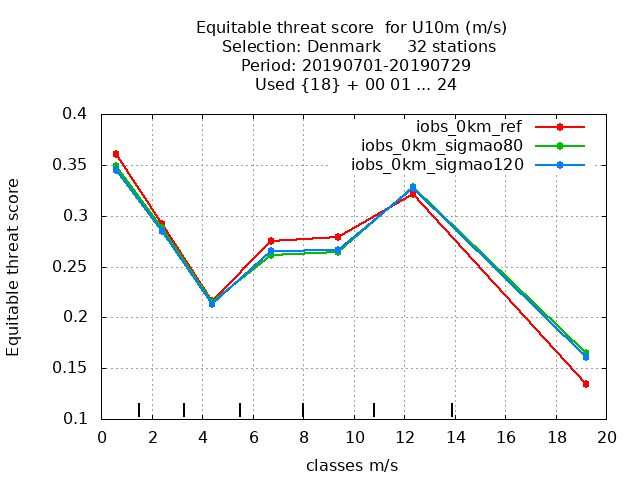 Equitable threat score  for U10m (m/s)
Selection: Denmark     32 stations
Period: 20190701-20190729
Used {18} + 00 01 ... 24
0.4
0.35
0.3
0.25
0.2
0.15
0.1
Equitable threat score
iobs_0km_ref
iobs_0km_sigmao80
iobs_0km_sigmao120
0 2 4 6 8 10 12 14 16 18 20
classes m/s